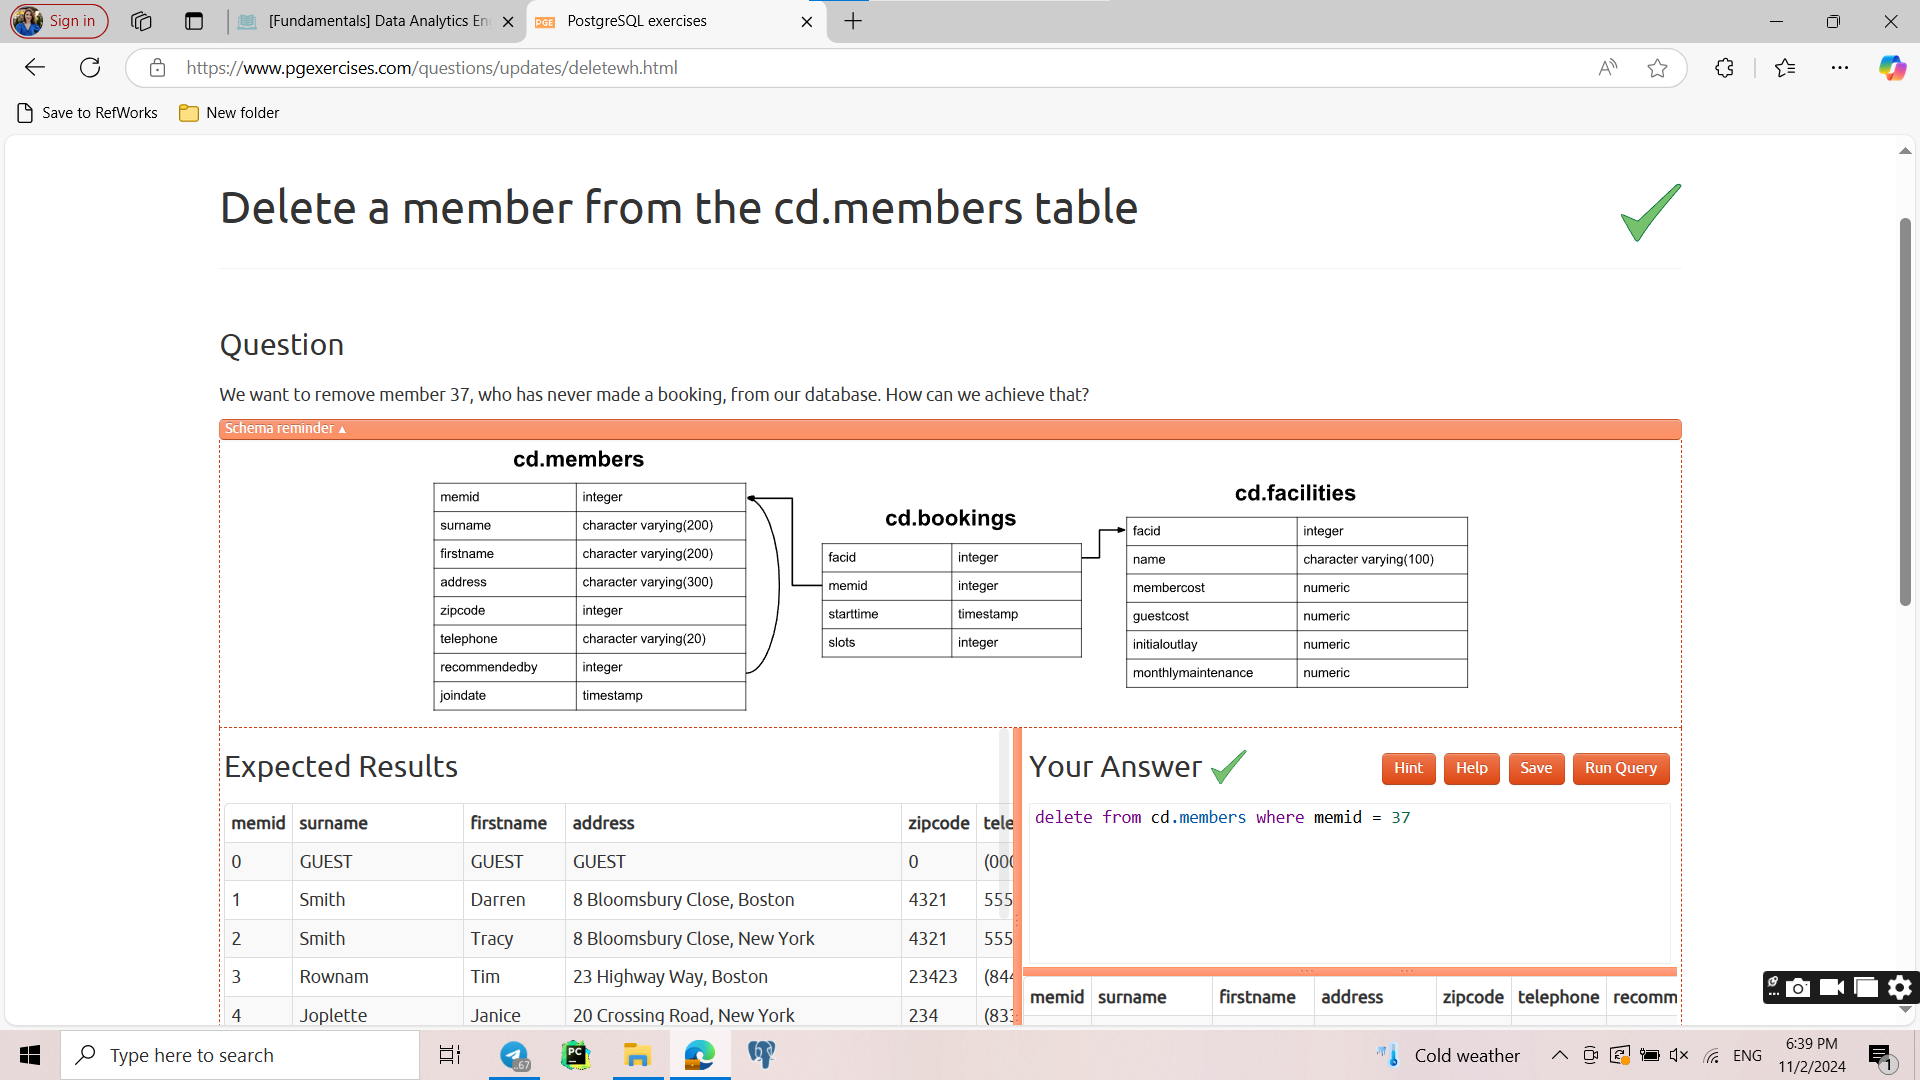 Sign in
[Fundamentals] Data Analytics En
PGE PostgreSQL exercises
https://www.pgexercises.com/questions/updates/deletewh.html
Save to RefWorks
New folder
Delete a member from the cd.members table
Question
We want to remove member 37, who has never made a booking, from our database. How can we achieve that?
Schema reminder ▲
cd.members
memid integer
surname character varying(200)
firstname character varying(200)
address character varying(300)
zipcode integer
telephone character varying(20)
recommendedby integer
joindate timestamp
cd.bookings
facid integer
memid integer
starttime timestamp
slots integer
cd.facilities
facid integer
name character varying(100)
membercost numeric
guestcost numeric
initialoutlay numeric
monthlymaintenance numeric
Expected Results
memid surname firstname address zipcode tele
0 GUEST GUEST GUEST 0 (000
1 Smith Darren 8 Bloomsbury Close, Boston 4321 555
2 Smith Tracy 8 Bloomsbury Close, New York 4321 555
3 Rownam Tim 23 Highway Way, Boston 23423 (844
4 Joplette Janice 20 Crossing Road, New York 234 (833
Your Answer
Hint Help Save Run Query
delete from cd.members where memid = 37
memid surname firstname address zipcode telephone recomm
Type here to search
67
PC
Cold weather
ENG
6:39 PM
11/2/2024
1